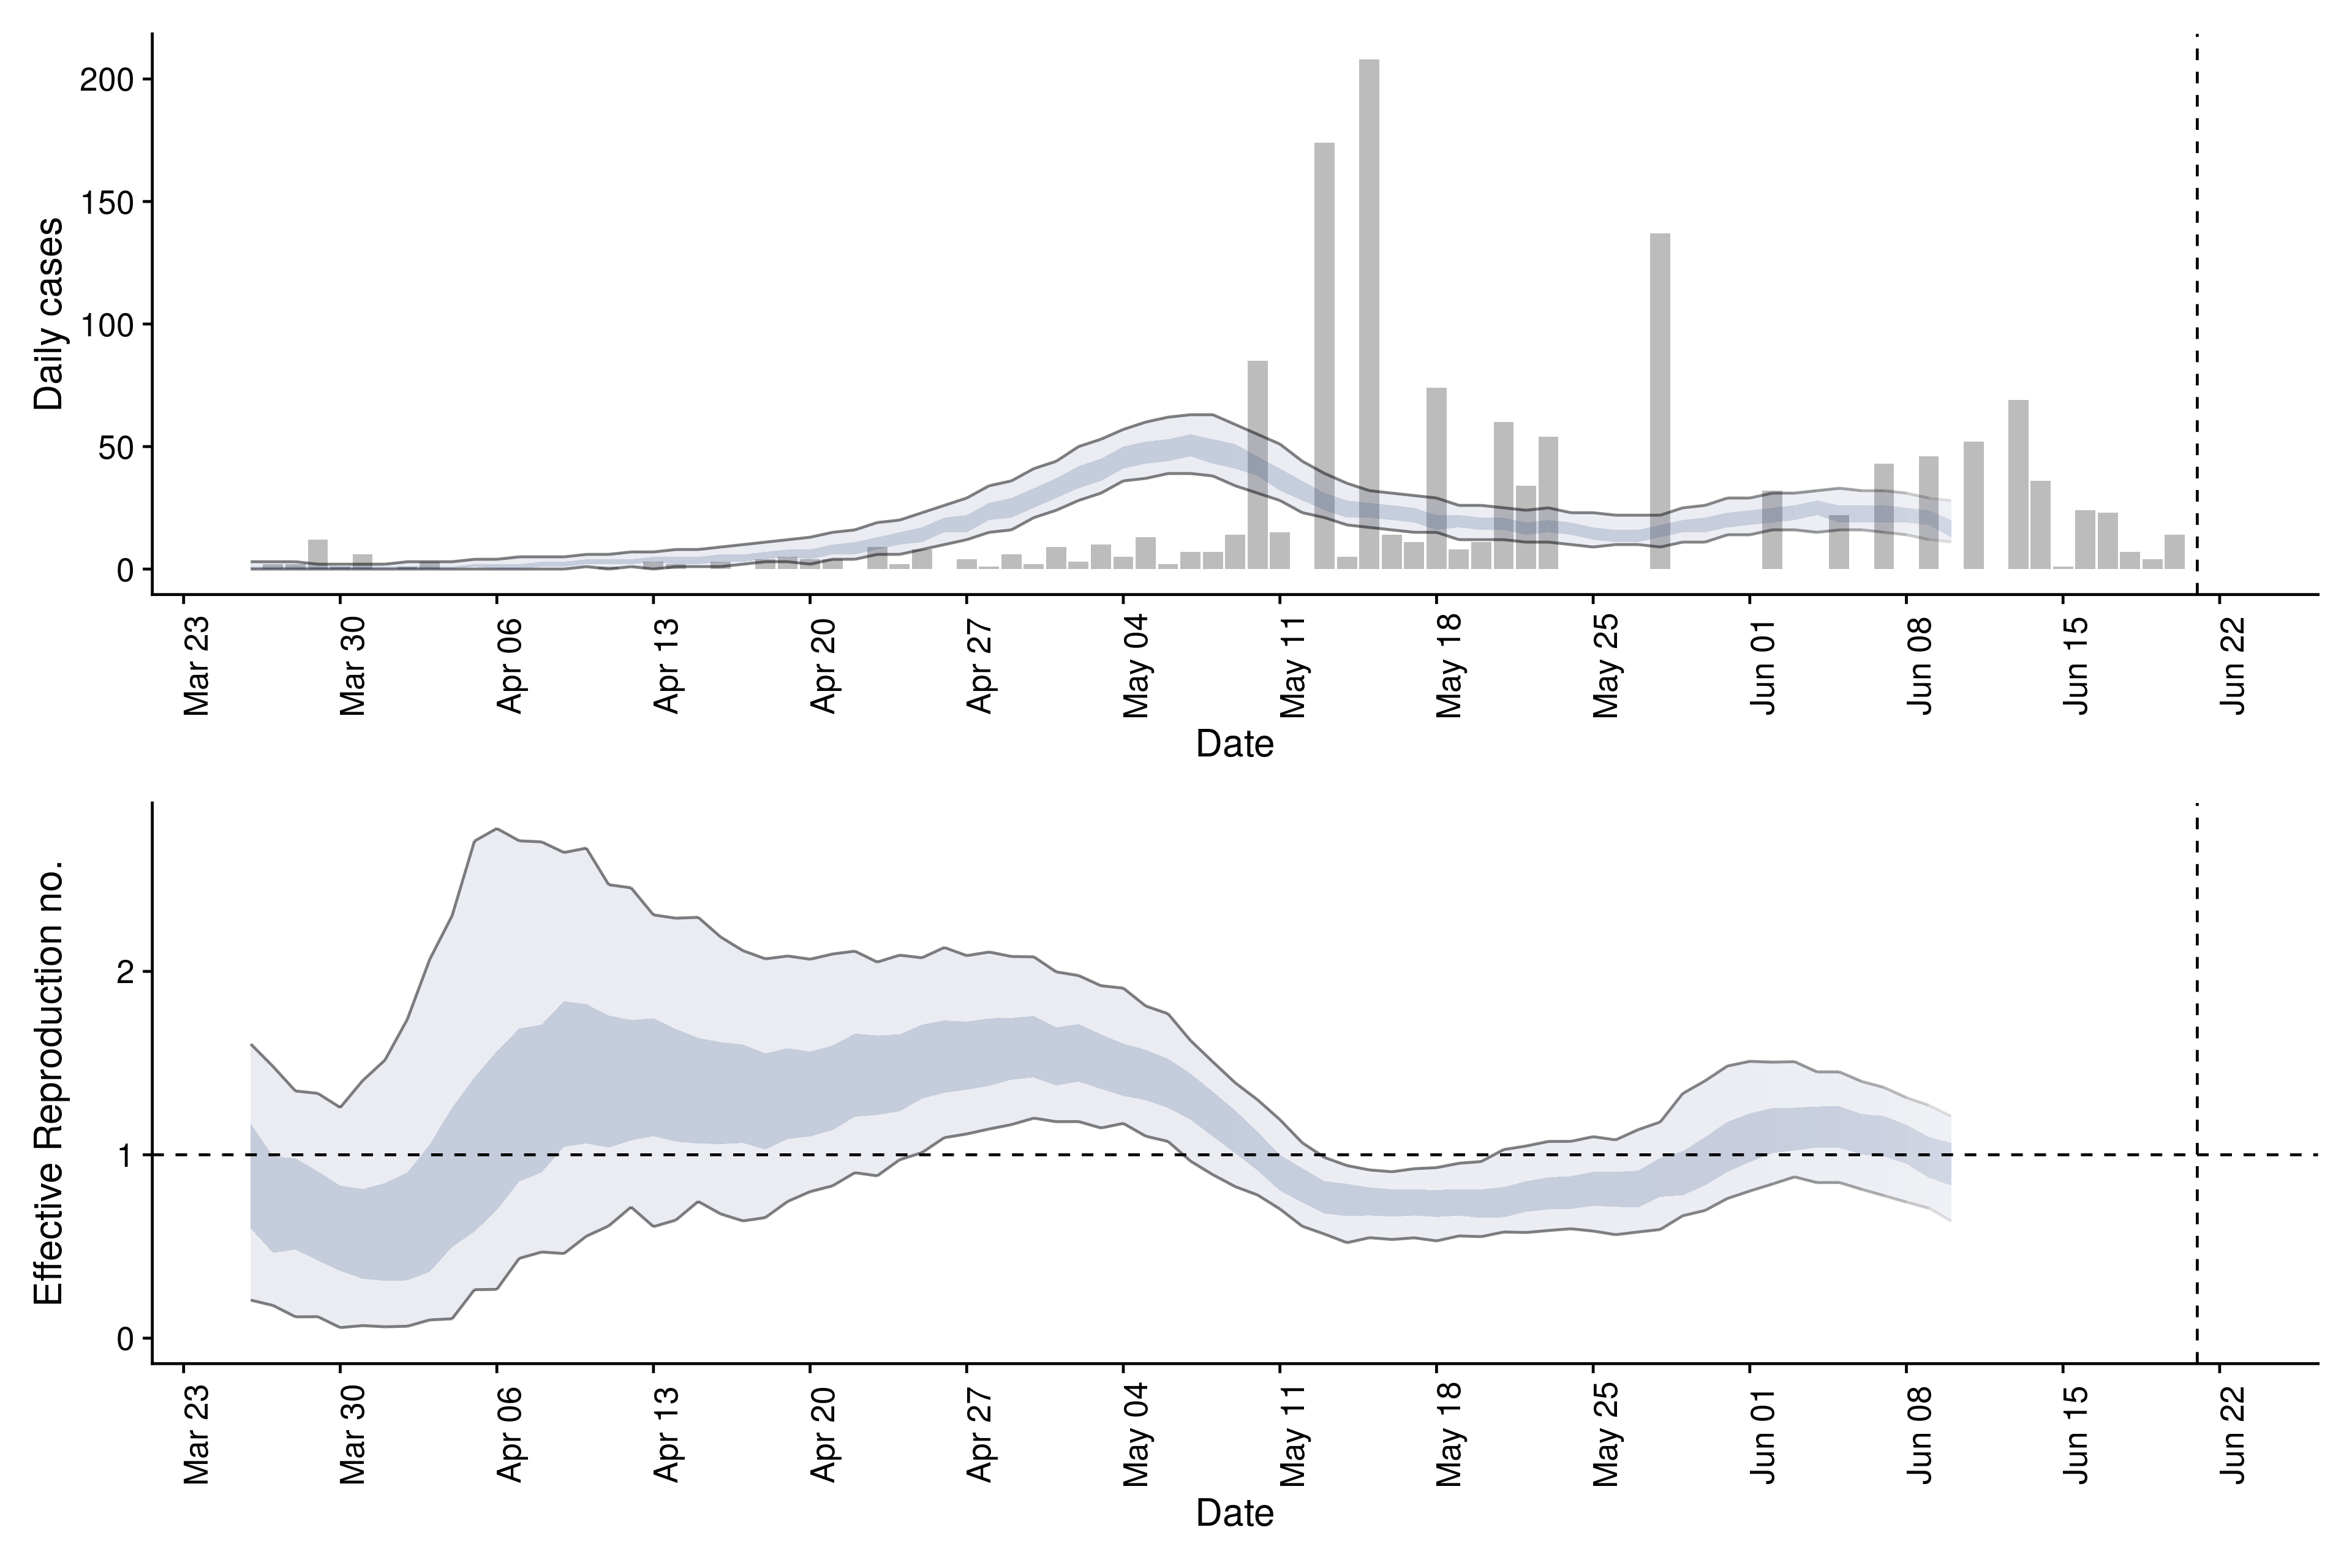 Daily cases
200
150
100
50
0
Mar 23
Mar 30
Apr 06
Apr 13
Apr 20
Apr 27
May 04
May 11
May 18
May 25
Jun 01
Jun 08
Jun 15
Jun 22
Date
Effective Reproduction no.
2
1
0
Mar 23
Mar 30
Apr 06
Apr 13
Apr 20
Apr 27
May 04
May 11
May 18
May 25
Jun 01
Jun 08
Jun 15
Jun 22
Date